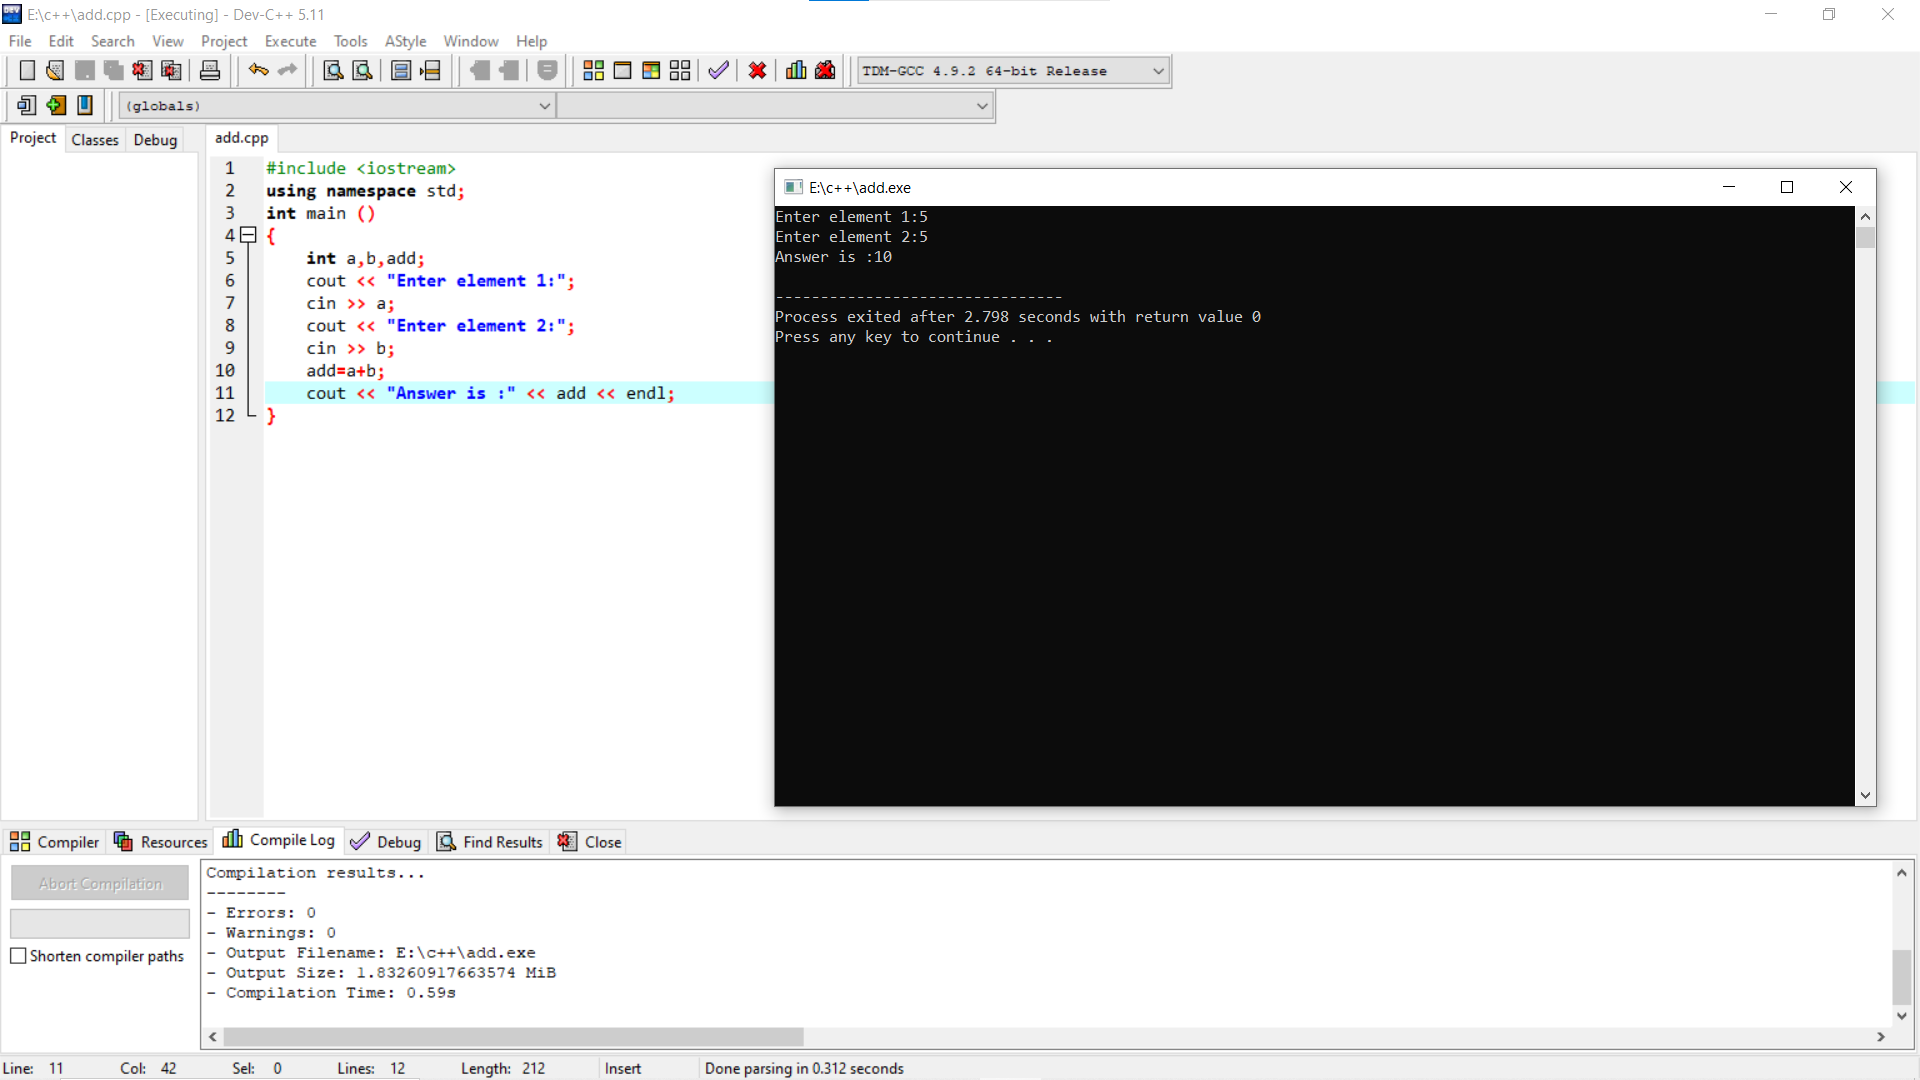 E:\c++\add.cpp - [Executing] - Dev-C++ 5.11
File Edit Search View Project Execute Tools AStyle Window Help
TDM-GCC 4.9.2 64-bit Release
(globals)
Project Classes Debug
add.cpp
1 #include <iostream>
2 using namespace std;
3 int main ()
4 {
5 int a,b,add;
6 cout << "Enter element 1:";
7 cin >> a;
8 cout << "Enter element 2:";
9 cin >> b;
10 add=a+b;
11 cout << "Answer is :" << add << endl;
12 }
E:\c++\add.exe
Enter element 1:5
Enter element 2:5
Answer is :10
--------------------------------
Process exited after 2.798 seconds with return value 0
Press any key to continue . . .
Compiler Resources Compile Log Debug Find Results Close
Abort Compilation
Shorten compiler paths
Compilation results...
--------
- Errors: 0
- Warnings: 0
- Output Filename: E:\c++\add.exe
- Output Size: 1.83260917663574 MiB
- Compilation Time: 0.59s
Line: 11 Col: 42 Sel: 0 Lines: 12 Length: 212 Insert Done parsing in 0.312 seconds